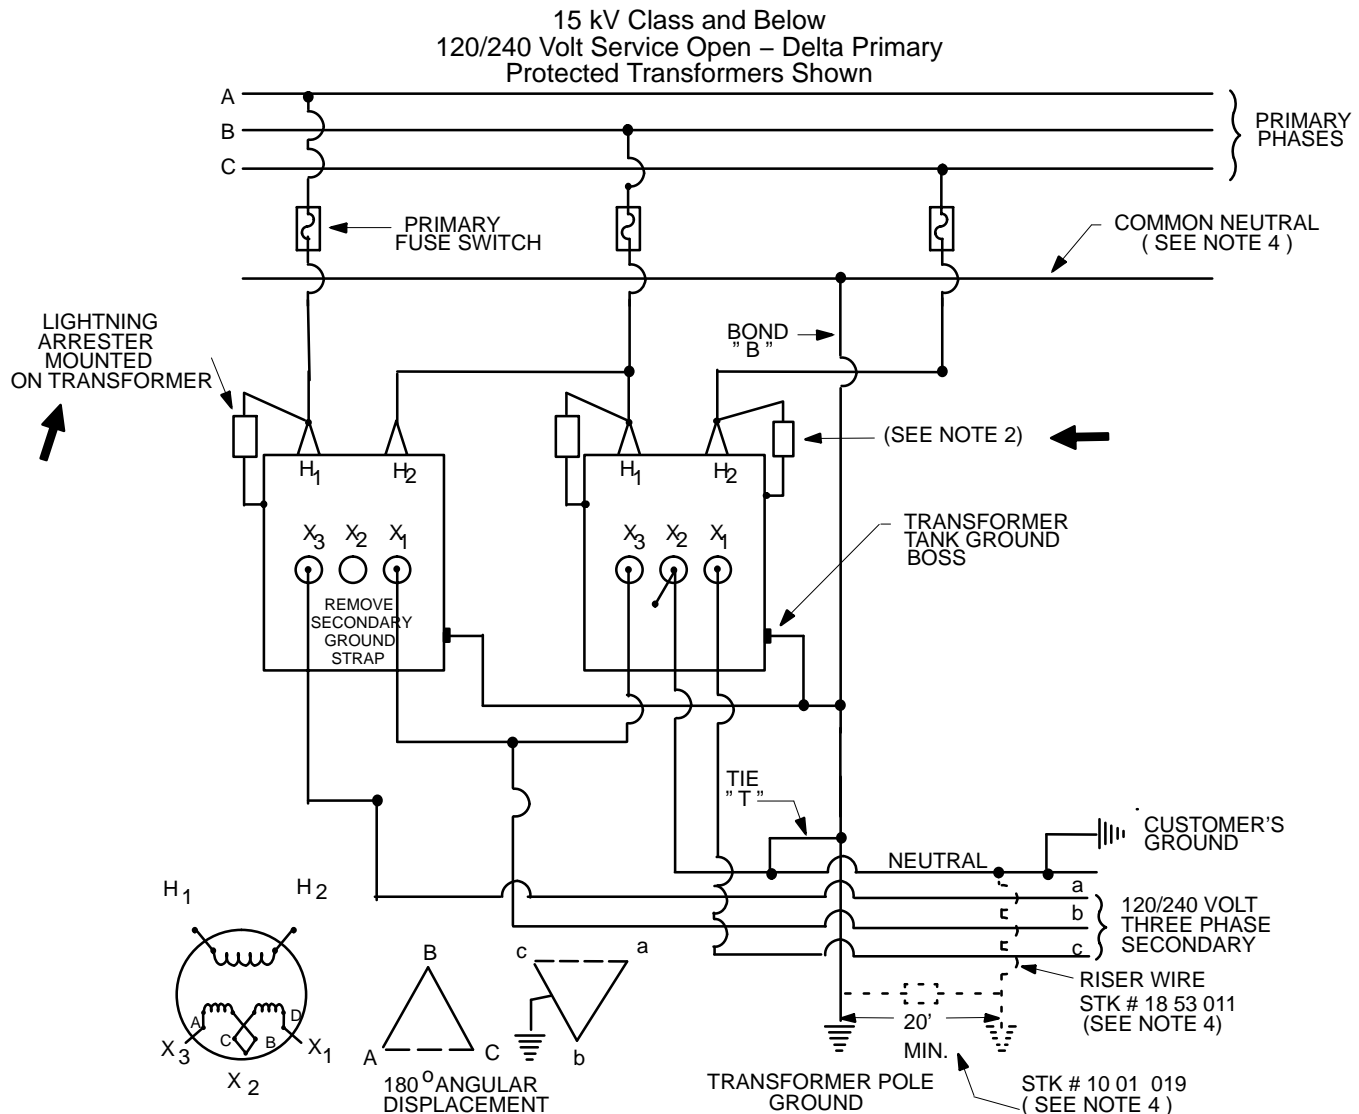 15 kV Class and Below
120/240 Volt Service Open – Delta Primary
Protected Transformers Shown
A
B
C
PRIMARY
PHASES
PRIMARY
FUSE SWITCH
COMMON NEUTRAL
( SEE NOTE 4 )
LIGHTNING
ARRESTER
MOUNTED
ON TRANSFORMER
BOND
" B "
(SEE NOTE 2)
H1
H2
H1
H2
X3
X2
X1
X3
X2
X1
TRANSFORMER
TANK GROUND
BOSS
REMOVE
SECONDARY
GROUND
STRAP
TIE
" T "
CUSTOMER'S
GROUND
NEUTRAL
a
b
c
120/240 VOLT
THREE PHASE
SECONDARY
RISER WIRE
STK # 18 53 011
(SEE NOTE 4)
H1
H2
A
C
B
D
X3
X1
X2
B
A
C
c
a
b
180° ANGULAR
DISPLACEMENT
20'
MIN.
TRANSFORMER POLE
GROUND
STK # 10 01 019
( SEE NOTE 4 )